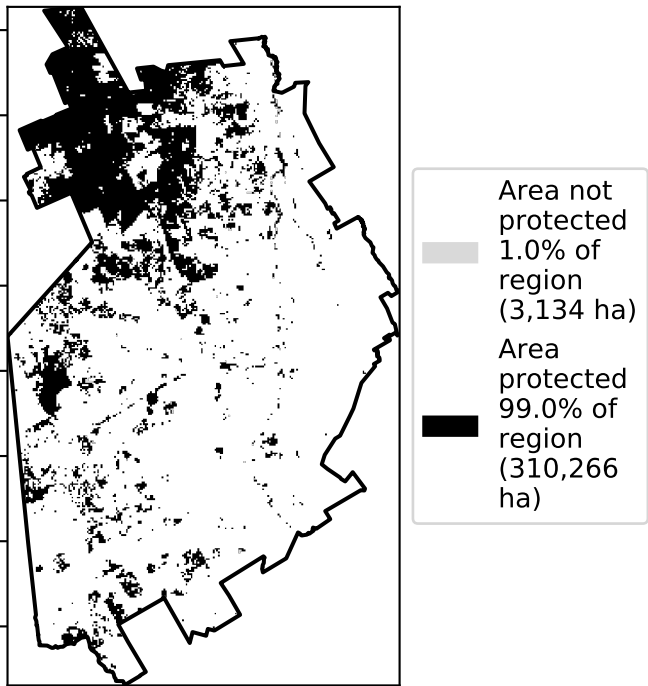 Area not
protected
1.0% of
region
(3,134 ha)
Area
protected
99.0% of
region
(310,266
ha)